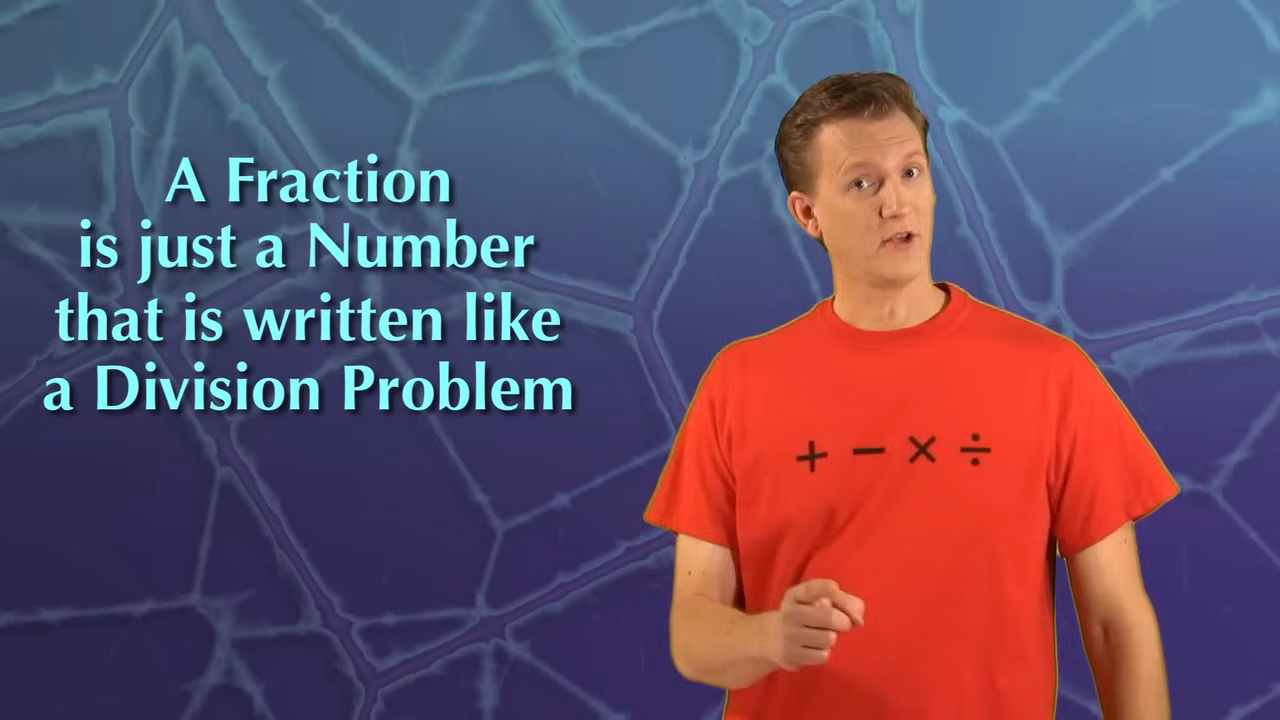 A Fraction
is just a Number
that is written like
a Division Problem
+ − × ÷